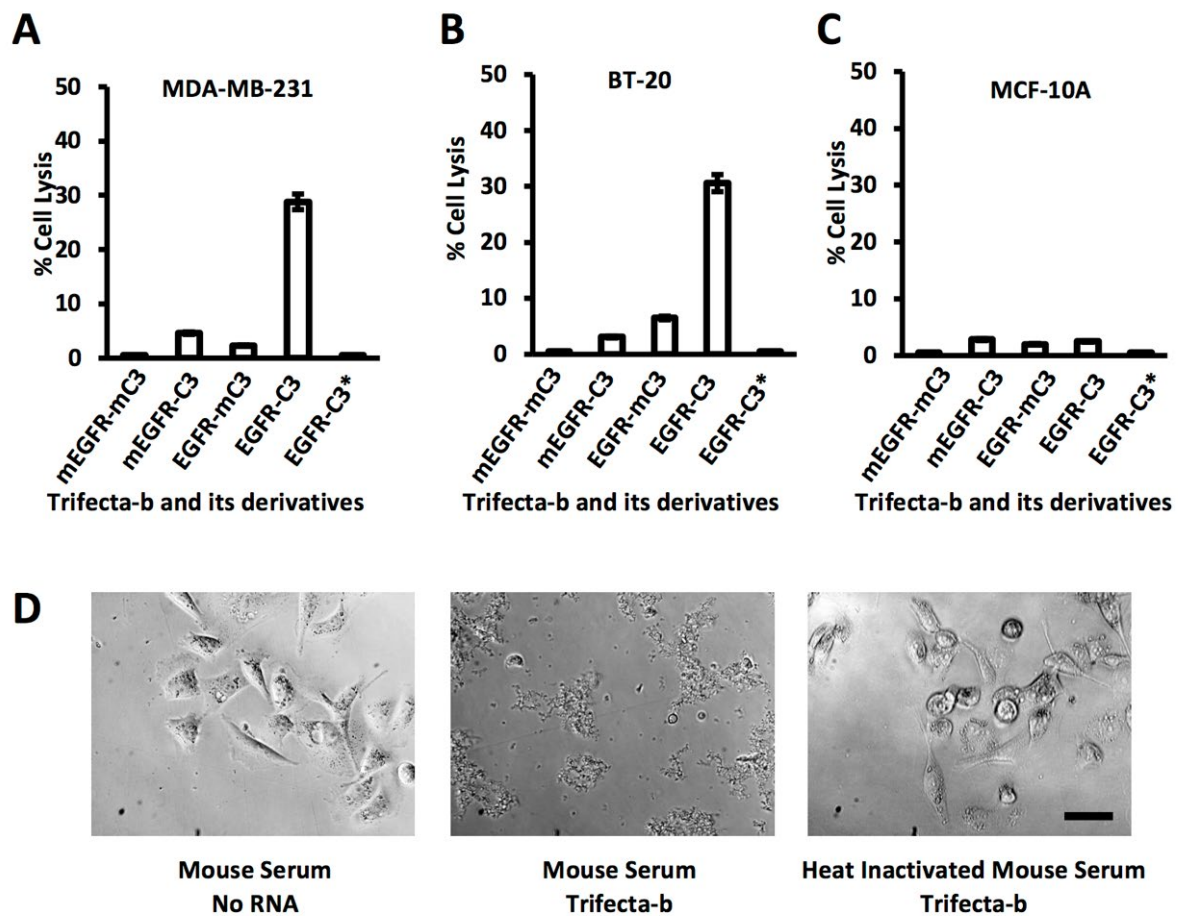 A
B
C
MDA-MB-231
% Cell Lysis
50
40
30
20
10
0
mEGFR-mC3
mEGFR-C3
EGFR-mC3
EGFR-C3
EGFR-C3*
Trifecta-b and its derivatives
BT-20
% Cell Lysis
50
40
30
20
10
0
mEGFR-mC3
mEGFR-C3
EGFR-mC3
EGFR-C3
EGFR-C3*
Trifecta-b and its derivatives
MCF-10A
% Cell Lysis
50
40
30
20
10
0
mEGFR-mC3
mEGFR-C3
EGFR-mC3
EGFR-C3
EGFR-C3*
Trifecta-b and its derivatives
D
Mouse Serum
No RNA
Mouse Serum
Trifecta-b
Heat Inactivated Mouse Serum
Trifecta-b